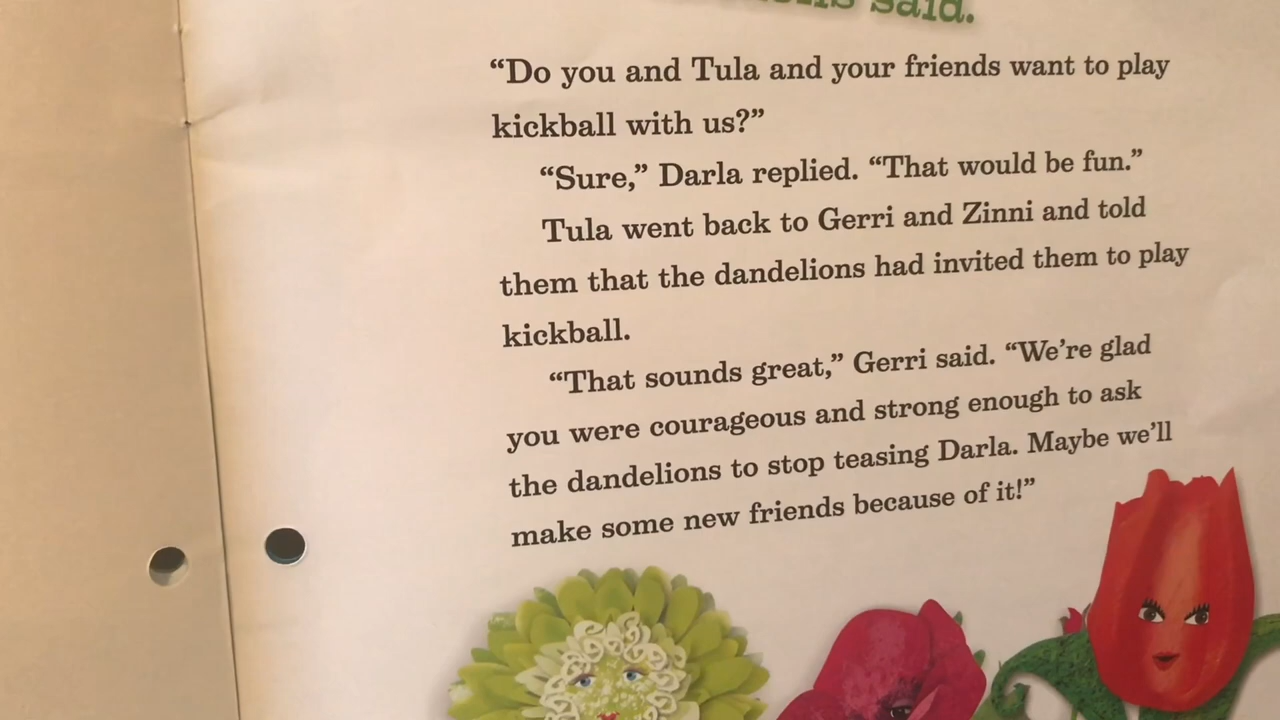 said.
“Do you and Tula and your friends want to play
kickball with us?”
“Sure,” Darla replied. “That would be fun.”
Tula went back to Gerri and Zinni and told
them that the dandelions had invited them to play
kickball.
“That sounds great,” Gerri said. “We’re glad
you were courageous and strong enough to ask
the dandelions to stop teasing Darla. Maybe we’ll
make some new friends because of it!”